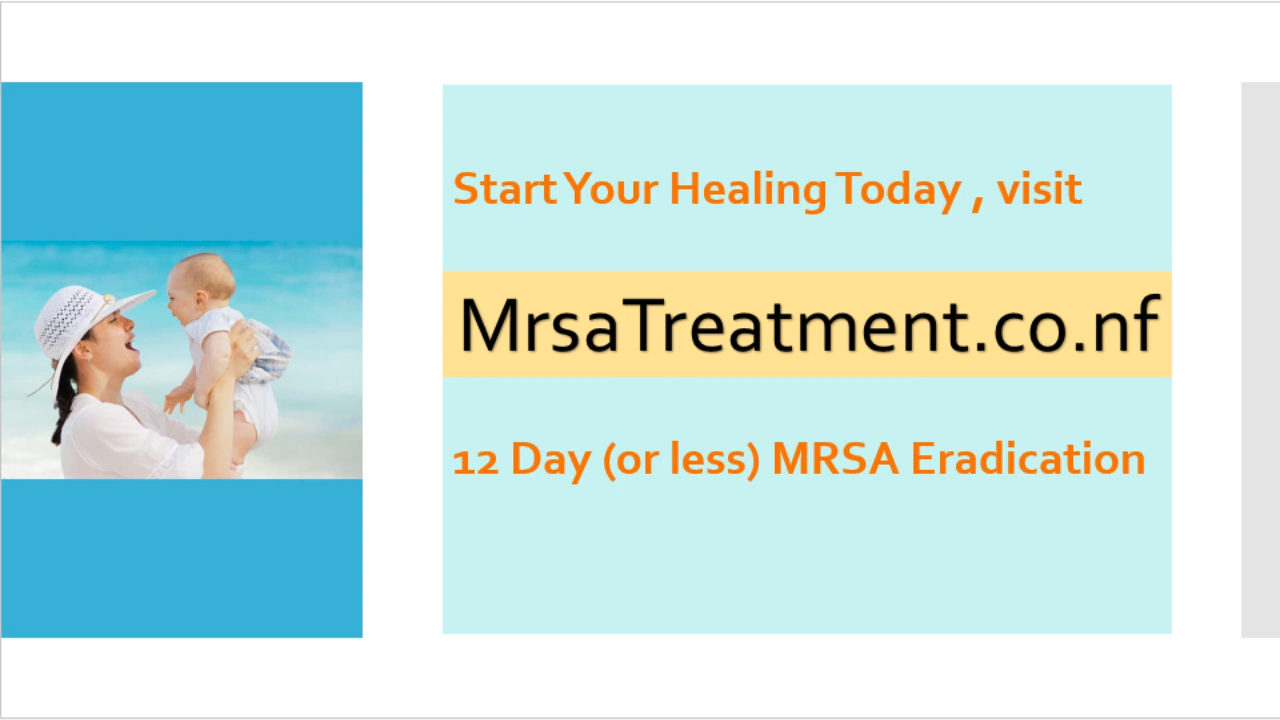 Start Your Healing Today , visit
MrsaTreatment.co.nf
12 Day (or less) MRSA Eradication